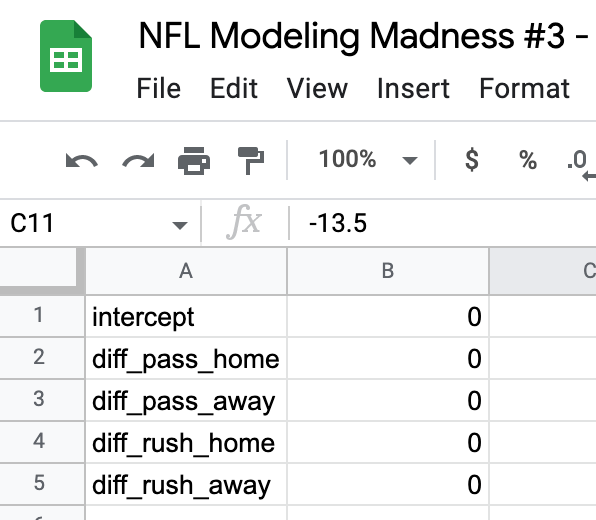 NFL Modeling Madness #3 -
File Edit View Insert Format
100% $ % .0
C11 fx -13.5
A B C
1 intercept 0
2 diff_pass_home 0
3 diff_pass_away 0
4 diff_rush_home 0
5 diff_rush_away 0